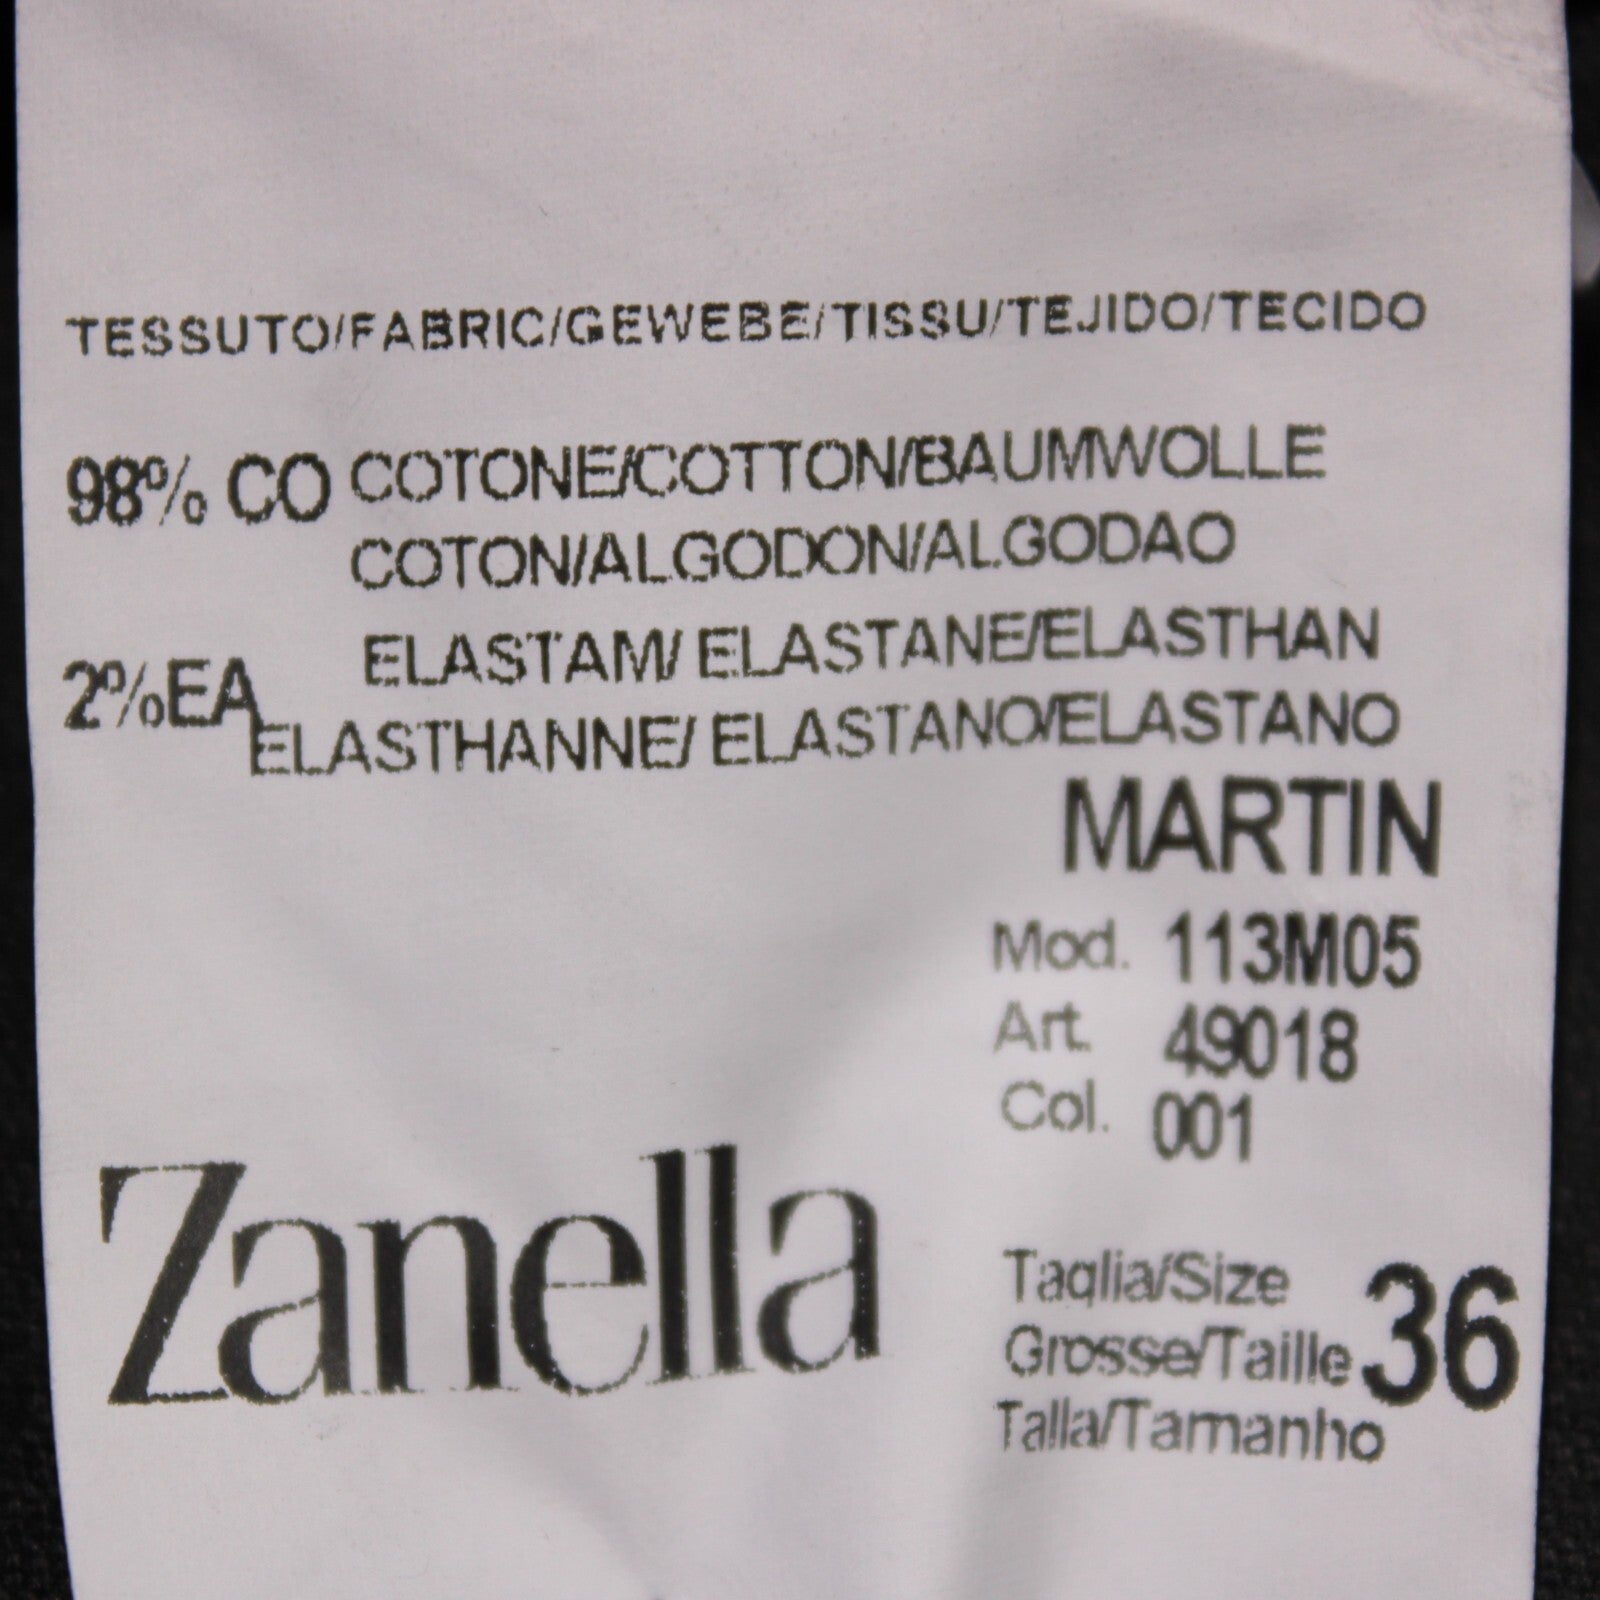 TESSUTO/FABRIC/GEWEBE/TISSU/TEJIDO/TECIDO
98% CO COTONE/COTTON/BAUMWOLLE
COTON/ALGODON/ALGODAO
2%EA ELASTAM/ ELASTANE/ELASTHAN
ELASTHANNE/ ELASTANO/ELASTANO
MARTIN
Mod. 113M05
Art. 49018
Col. 001
Zanella
Taglia/Size
Grosse/Taille 36
Talla/Tamanho